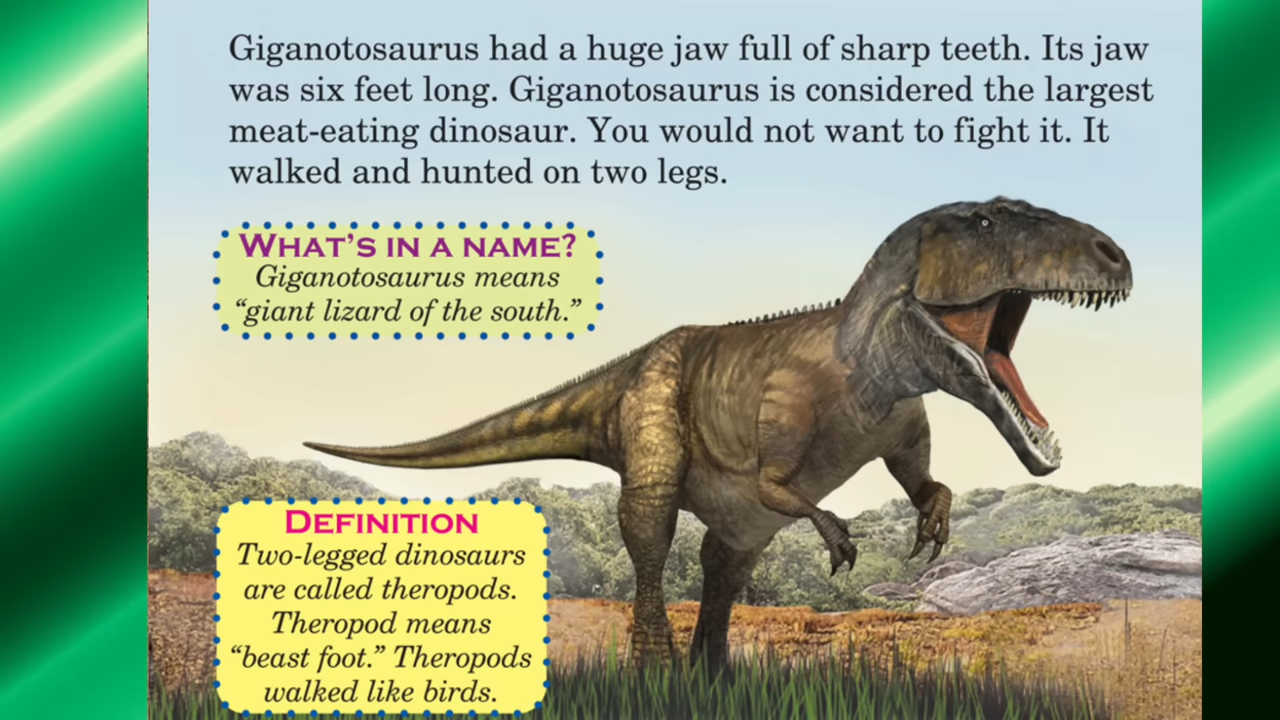 Giganotosaurus had a huge jaw full of sharp teeth. Its jaw
was six feet long. Giganotosaurus is considered the largest
meat-eating dinosaur. You would not want to fight it. It
walked and hunted on two legs.
WHAT'S IN A NAME?
Giganotosaurus means
“giant lizard of the south.”
DEFINITION
Two-legged dinosaurs
are called theropods.
Theropod means
“beast foot.” Theropods
walked like birds.